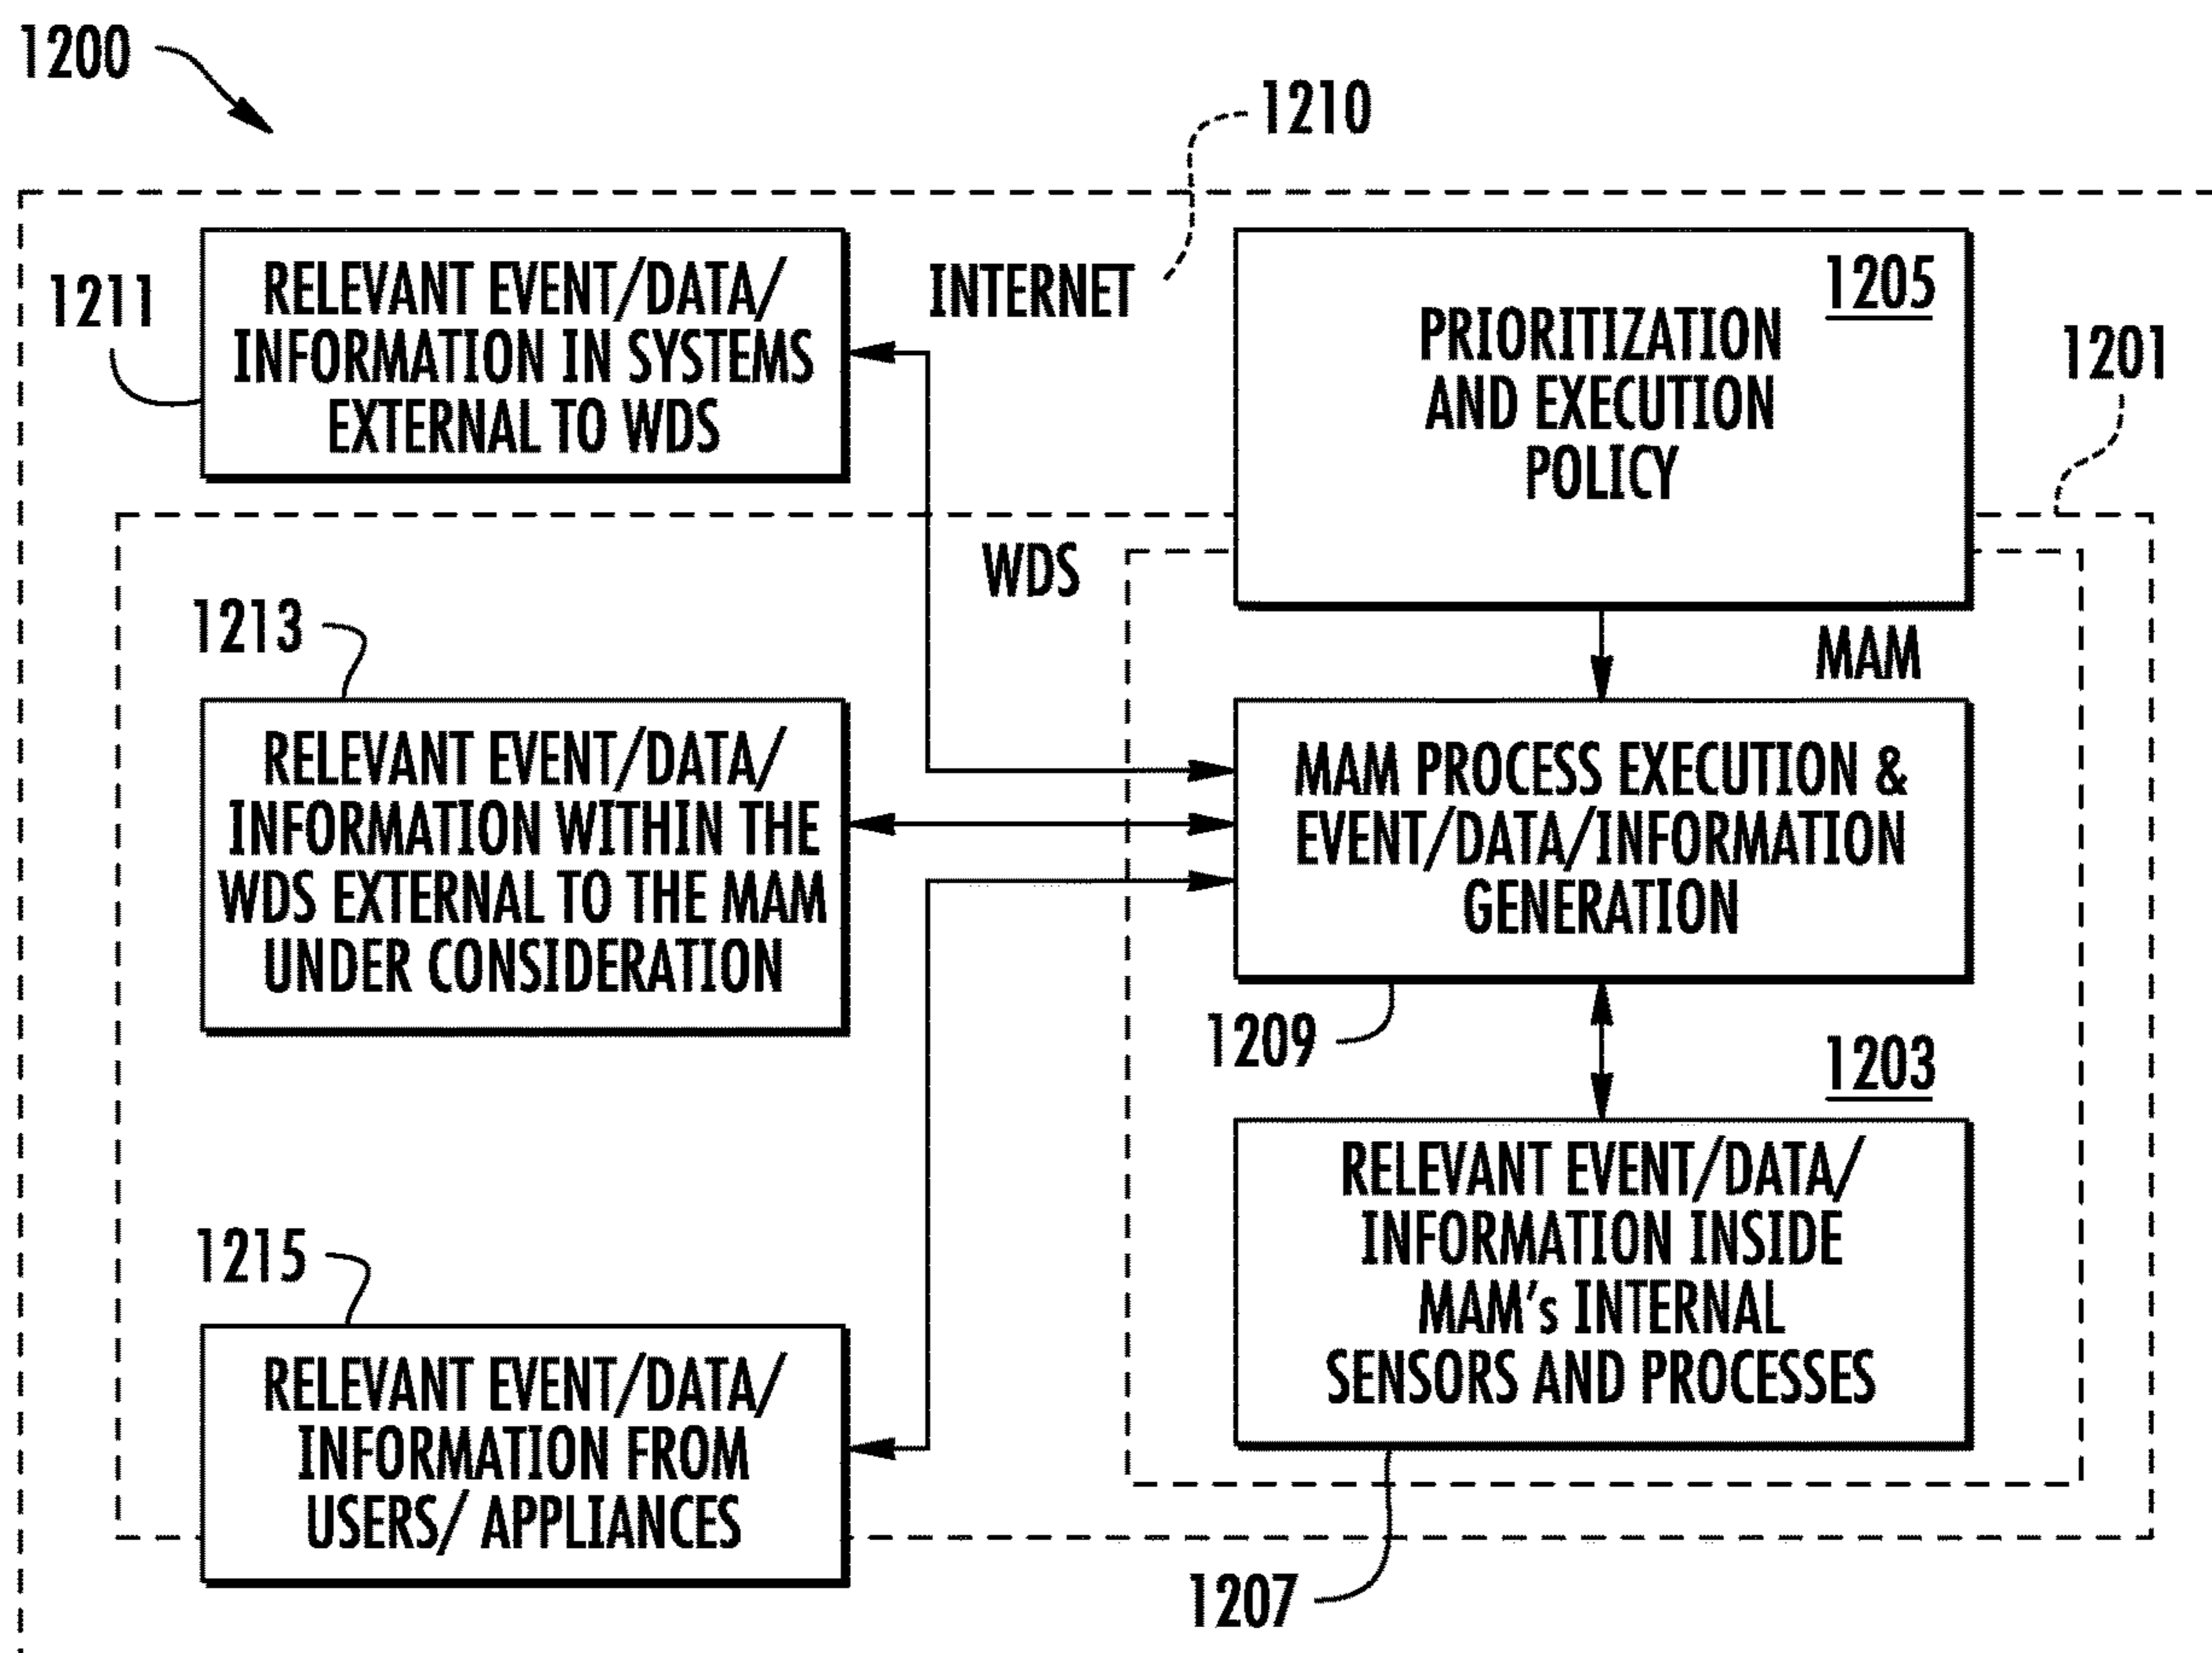 1200
1210
1211
RELEVANT EVENT/DATA/
INFORMATION IN SYSTEMS
EXTERNAL TO WDS
INTERNET
1205
PRIORITIZATION
AND EXECUTION
POLICY
1201
WDS
MAM
1213
RELEVANT EVENT/DATA/
INFORMATION WITHIN THE
WDS EXTERNAL TO THE MAM
UNDER CONSIDERATION
MAM PROCESS EXECUTION &
EVENT/DATA/INFORMATION
GENERATION
1209
1203
1215
RELEVANT EVENT/DATA/
INFORMATION FROM
USERS/ APPLIANCES
RELEVANT EVENT/DATA/
INFORMATION INSIDE
MAM's INTERNAL
SENSORS AND PROCESSES
1207